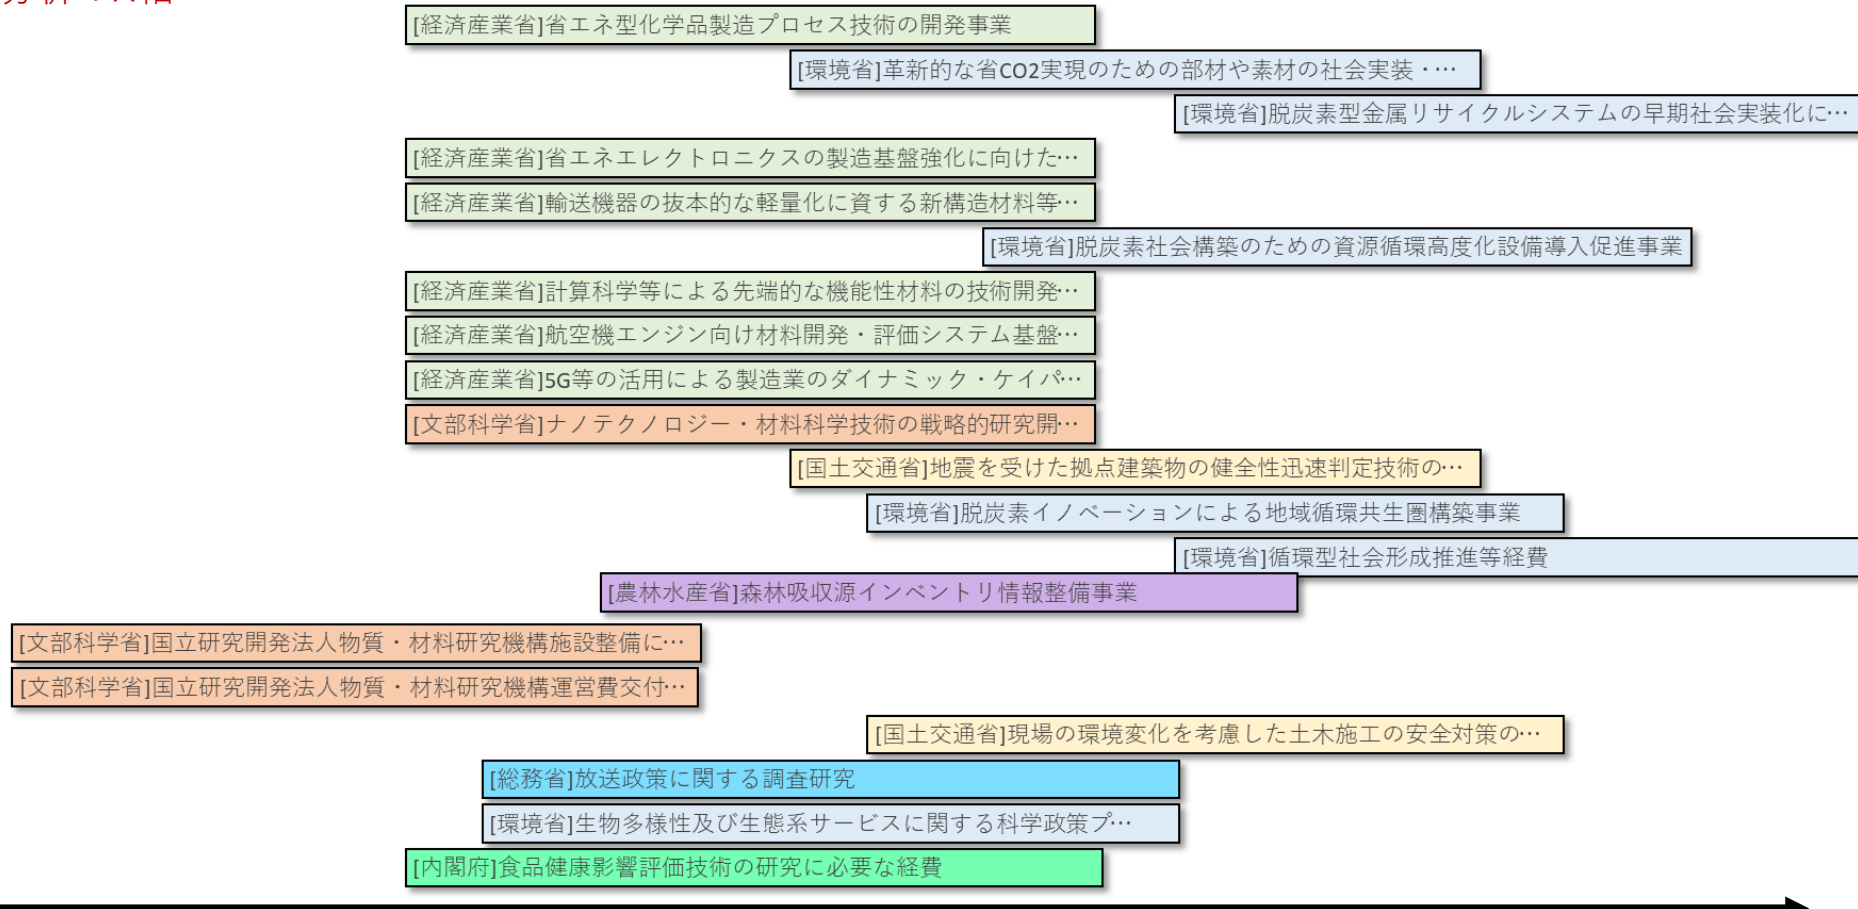 [経済産業省]省エネ型化学品製造プロセス技術の開発事業
[環境省]革新的な省CO2実現のための部材や素材の社会実装・…
[環境省]脱炭素型金属リサイクルシステムの早期社会実装化に…
[経済産業省]省エネエレクトロニクスの製造基盤強化に向けた…
[経済産業省]輸送機器の抜本的な軽量化に資する新構造材料等…
[環境省]脱炭素社会構築のための資源循環高度化設備導入促進事業
[経済産業省]計算科学等による先端的な機能性材料の技術開発…
[経済産業省]航空機エンジン向け材料開発・評価システム基盤…
[経済産業省]5G等の活用による製造業のダイナミック・ケイパ…
[文部科学省]ナノテクノロジー・材料科学技術の戦略的研究開…
[国土交通省]地震を受けた拠点建築物の健全性迅速判定技術の…
[環境省]脱炭素イノベーションによる地域循環共生圏構築事業
[環境省]循環型社会形成推進等経費
[農林水産省]森林吸収源インベントリ情報整備事業
[文部科学省]国立研究開発法人物質・材料研究機構施設整備に…
[文部科学省]国立研究開発法人物質・材料研究機構運営費交付…
[国土交通省]現場の環境変化を考慮した土木施工の安全対策の…
[総務省]放送政策に関する調査研究
[環境省]生物多様性及び生態系サービスに関する科学政策プ…
[内閣府]食品健康影響評価技術の研究に必要な経費